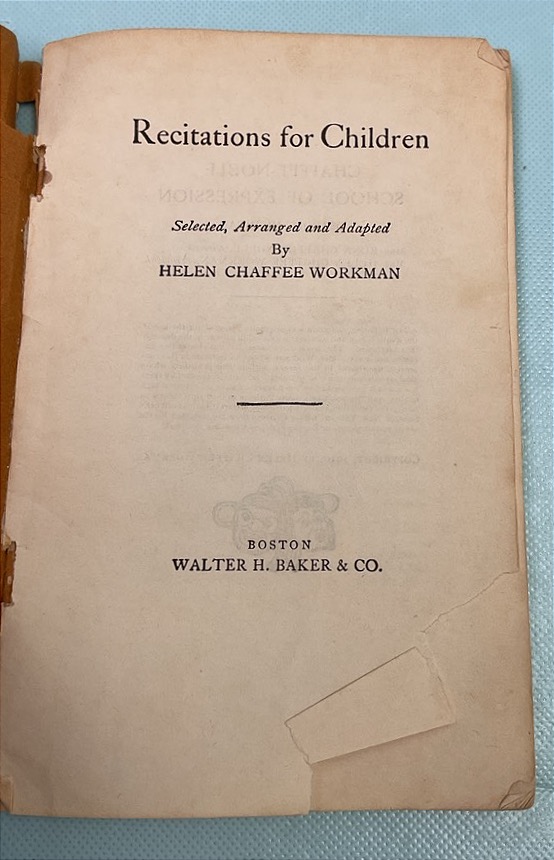 Recitations for Children
Selected, Arranged and Adapted
By
HELEN CHAFFEE WORKMAN
BOSTON
WALTER H. BAKER & CO.